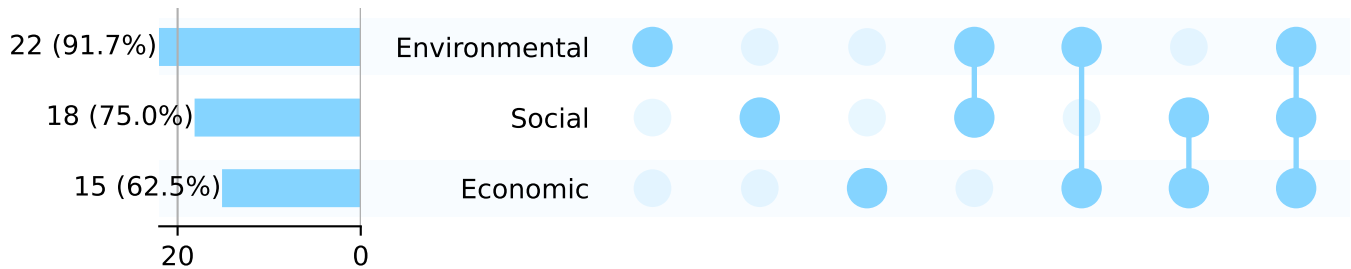 22 (91.7%) Environmental
18 (75.0%) Social
15 (62.5%) Economic
20 0